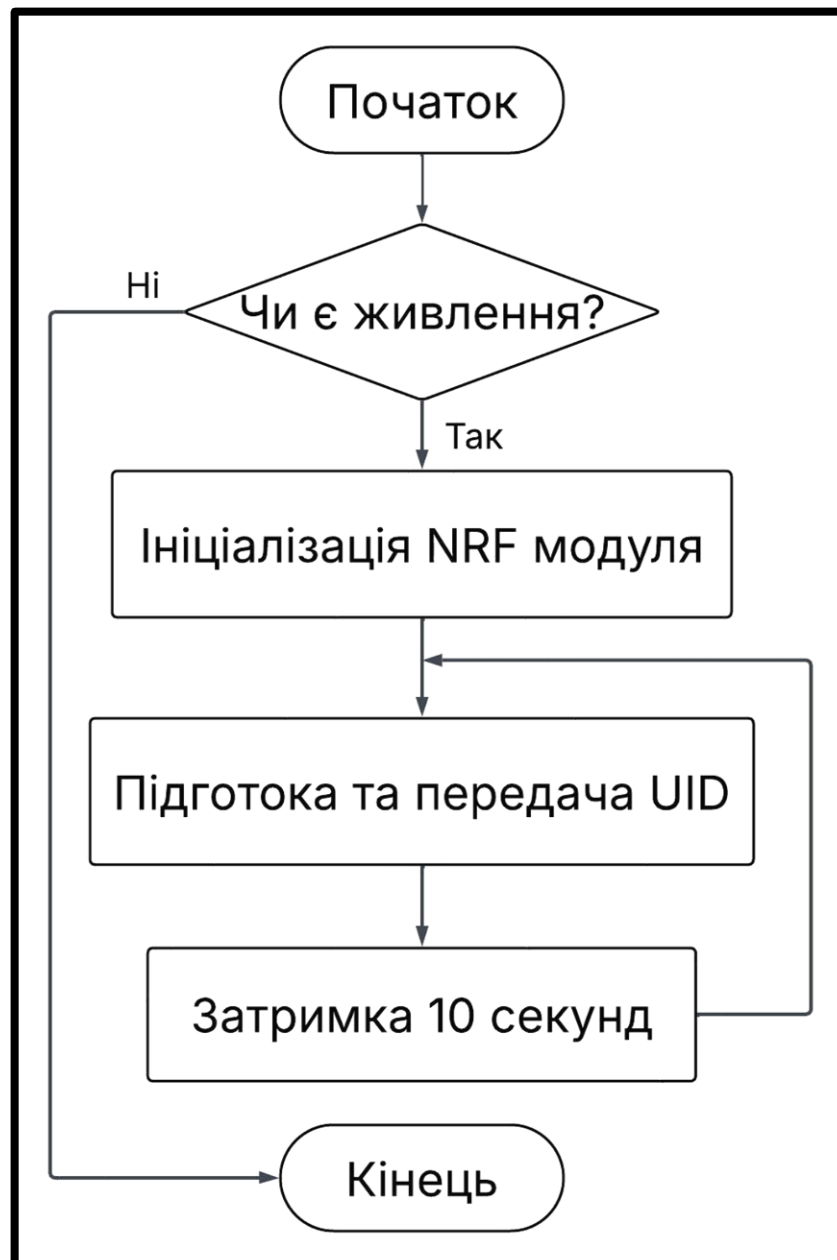 Початок
Ні
Чи є живлення?
Так
Ініціалізація NRF модуля
Підготока та передача UID
Затримка 10 секунд
Кінець